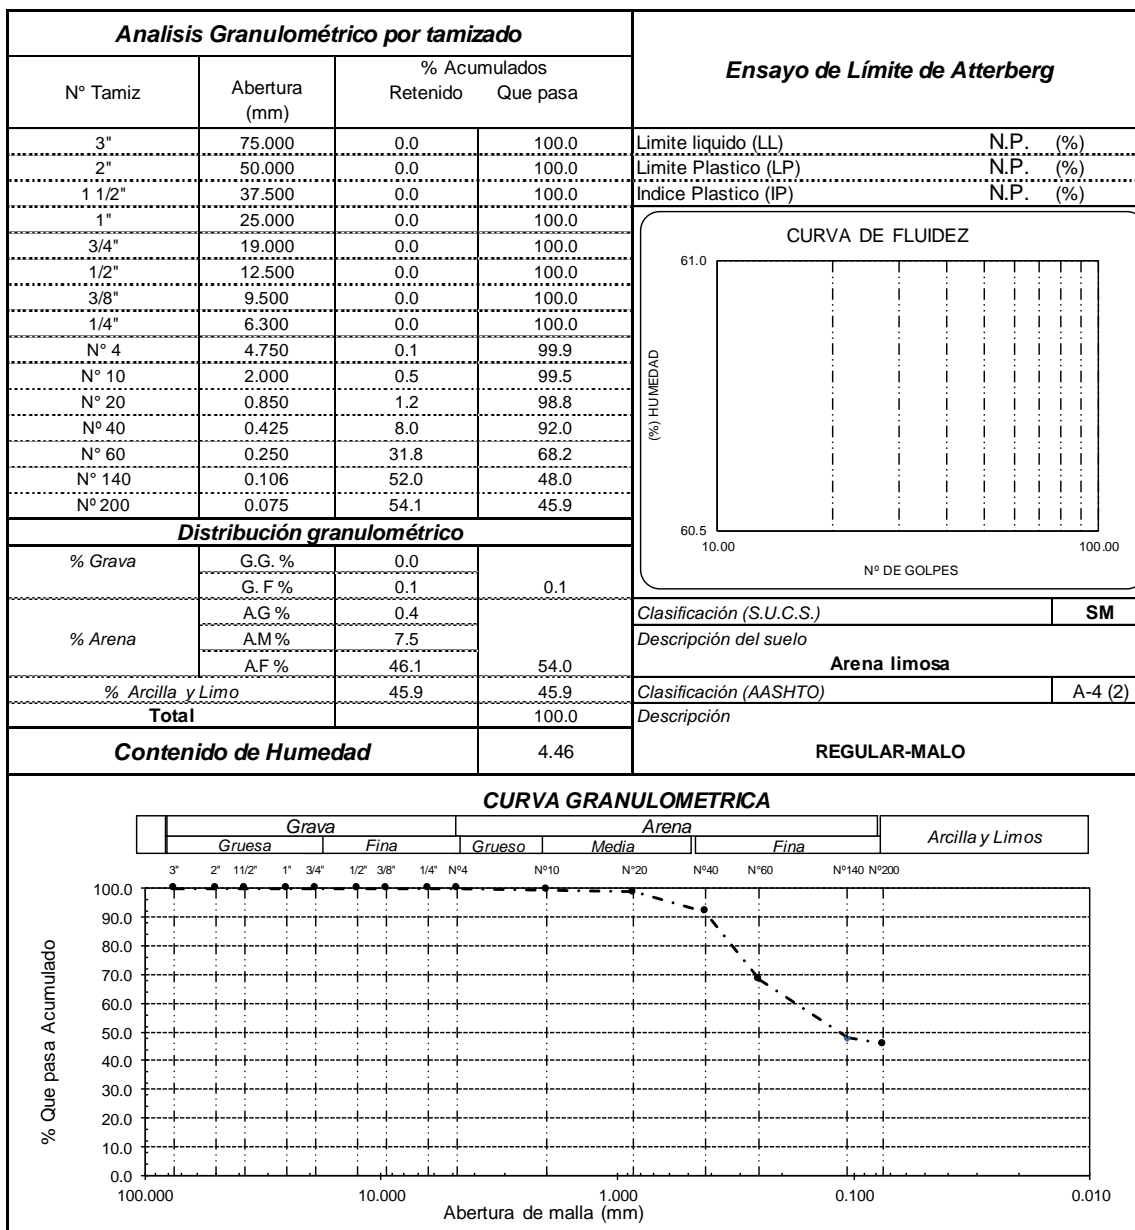 Analisis Granulométrico por tamizado
Ensayo de Límite de Atterberg
N° Tamiz Abertura (mm) % Acumulados
Retenido Que pasa
3" 75.000 0.0 100.0
2" 50.000 0.0 100.0
1 1/2" 37.500 0.0 100.0
1" 25.000 0.0 100.0
3/4" 19.000 0.0 100.0
1/2" 12.500 0.0 100.0
3/8" 9.500 0.0 100.0
1/4" 6.300 0.0 100.0
N° 4 4.750 0.1 99.9
N° 10 2.000 0.5 99.5
N° 20 0.850 1.2 98.8
Nº 40 0.425 8.0 92.0
N° 60 0.250 31.8 68.2
N° 140 0.106 52.0 48.0
Nº 200 0.075 54.1 45.9
Limite liquido (LL) N.P. (%)
Limite Plastico (LP) N.P. (%)
Indice Plastico (IP) N.P. (%)
CURVA DE FLUIDEZ
61.0
(%) HUMEDAD
60.5
10.00 100.00
Nº DE GOLPES
Distribución granulométrico
% Grava G.G. % 0.0
G. F % 0.1 0.1
A.G % 0.4
% Arena A.M % 7.5
A.F % 46.1 54.0
% Arcilla y Limo 45.9 45.9
Total 100.0
Contenido de Humedad 4.46
Clasificación (S.U.C.S.) SM
Descripción del suelo
Arena limosa
Clasificación (AASHTO) A-4 (2)
Descripción
REGULAR-MALO
CURVA GRANULOMETRICA
Grava Arena Arcilla y Limos
Gruesa Fina Grueso Media Fina
3" 2" 11/2" 1" 3/4" 1/2" 3/8" 1/4" Nº4 Nº10 N°20 N°40 N°60 Nº140 Nº200
100.0
90.0
80.0
70.0
60.0
50.0
40.0
30.0
20.0
10.0
0.0
% Que pasa Acumulado
100.000 10.000 1.000 0.100 0.010
Abertura de malla (mm)